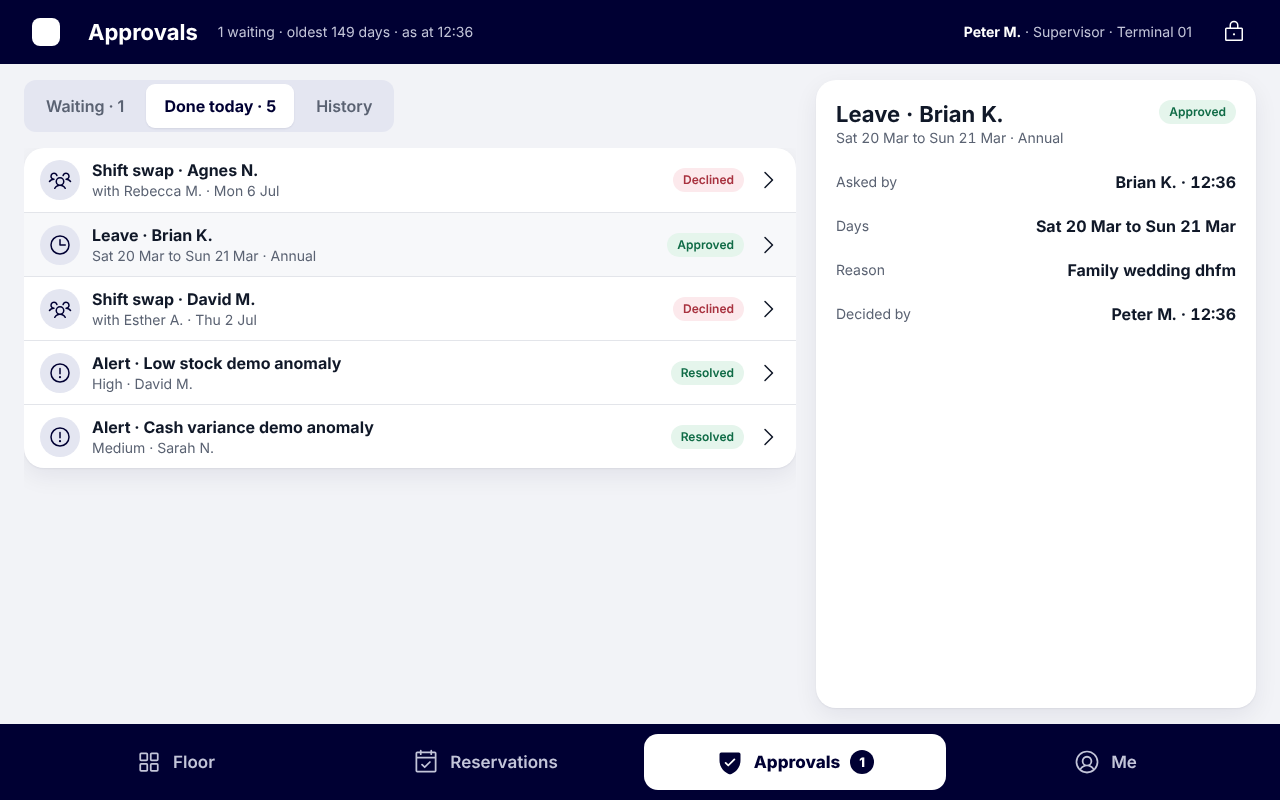 Approvals
1 waiting · oldest 149 days · as at 12:36
Peter M. · Supervisor · Terminal 01
Waiting · 1
Done today · 5
History
Shift swap · Agnes N.
with Rebecca M. · Mon 6 Jul
Declined
Leave · Brian K.
Sat 20 Mar to Sun 21 Mar · Annual
Approved
Shift swap · David M.
with Esther A. · Thu 2 Jul
Declined
Alert · Low stock demo anomaly
High · David M.
Resolved
Alert · Cash variance demo anomaly
Medium · Sarah N.
Resolved
Leave · Brian K.
Approved
Sat 20 Mar to Sun 21 Mar · Annual
Asked by
Brian K. · 12:36
Days
Sat 20 Mar to Sun 21 Mar
Reason
Family wedding dhfm
Decided by
Peter M. · 12:36
Floor
Reservations
Approvals 1
Me